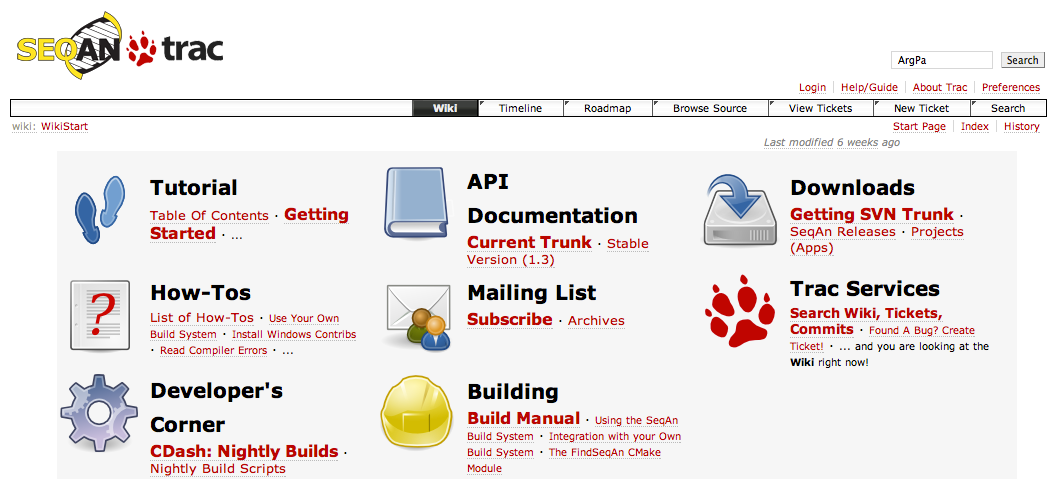 SEQAN trac
ArgPa
Search
Login
Help/Guide
About Trac
Preferences
Wiki
Timeline
Roadmap
Browse Source
View Tickets
New Ticket
Search
wiki: WikiStart
Start Page
Index
History
Last modified 6 weeks ago
Tutorial
Table Of Contents · Getting
Started · ...
API
Documentation
Current Trunk · Stable
Version (1.3)
Downloads
Getting SVN Trunk ·
SeqAn Releases · Projects
(Apps)
?
How-Tos
List of How-Tos · Use Your Own
Build System · Install Windows Contribs
· Read Compiler Errors · ...
Mailing List
Subscribe · Archives
Trac Services
Search Wiki, Tickets,
Commits · Found A Bug? Create
Ticket! · ... and you are looking at the
Wiki right now!
Developer's
Corner
CDash: Nightly Builds ·
Nightly Build Scripts
Building
Build Manual · Using the SeqAn
Build System · Integration with your Own
Build System · The FindSeqAn CMake
Module